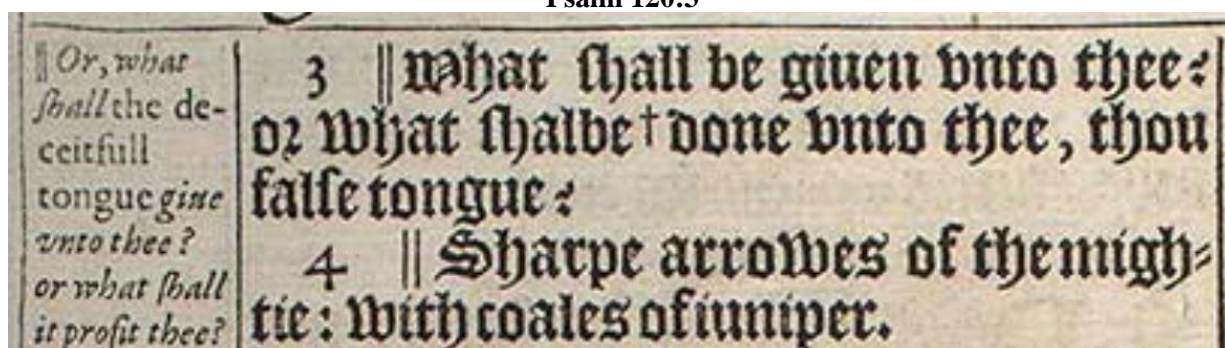 Psalm 120:3
‖ Or, what
ſhall the de-
ceitfull
tongue giue
vnto thee?
or what ſhall
it profit thee?
3 ‖ What ſhall be giuen vnto thee?
or what ſhalbe † done vnto thee, thou
falſe tongue?
4 ‖ Sharpe arrowes of the migh-
tie: with coales of iuniper.